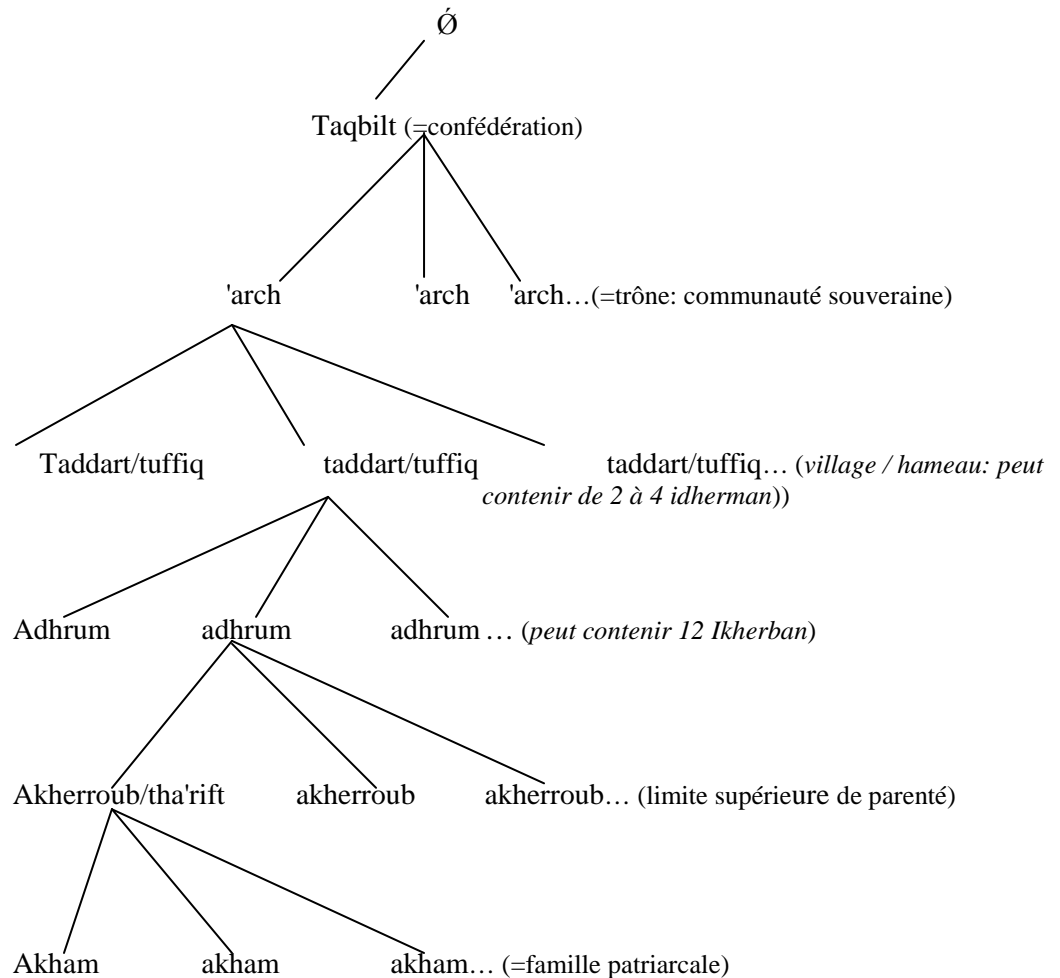 Ǿ
Taqbilt (=confédération)
'arch 'arch 'arch…(=trône: communauté souveraine)
Taddart/tuffiq taddart/tuffiq taddart/tuffiq… (village / hameau: peut
contenir de 2 à 4 idherman))
Adhrum adhrum adhrum … (peut contenir 12 Ikherban)
Akherroub/tha'rift akherroub akherroub… (limite supérieure de parenté)
Akham akham akham… (=famille patriarcale)